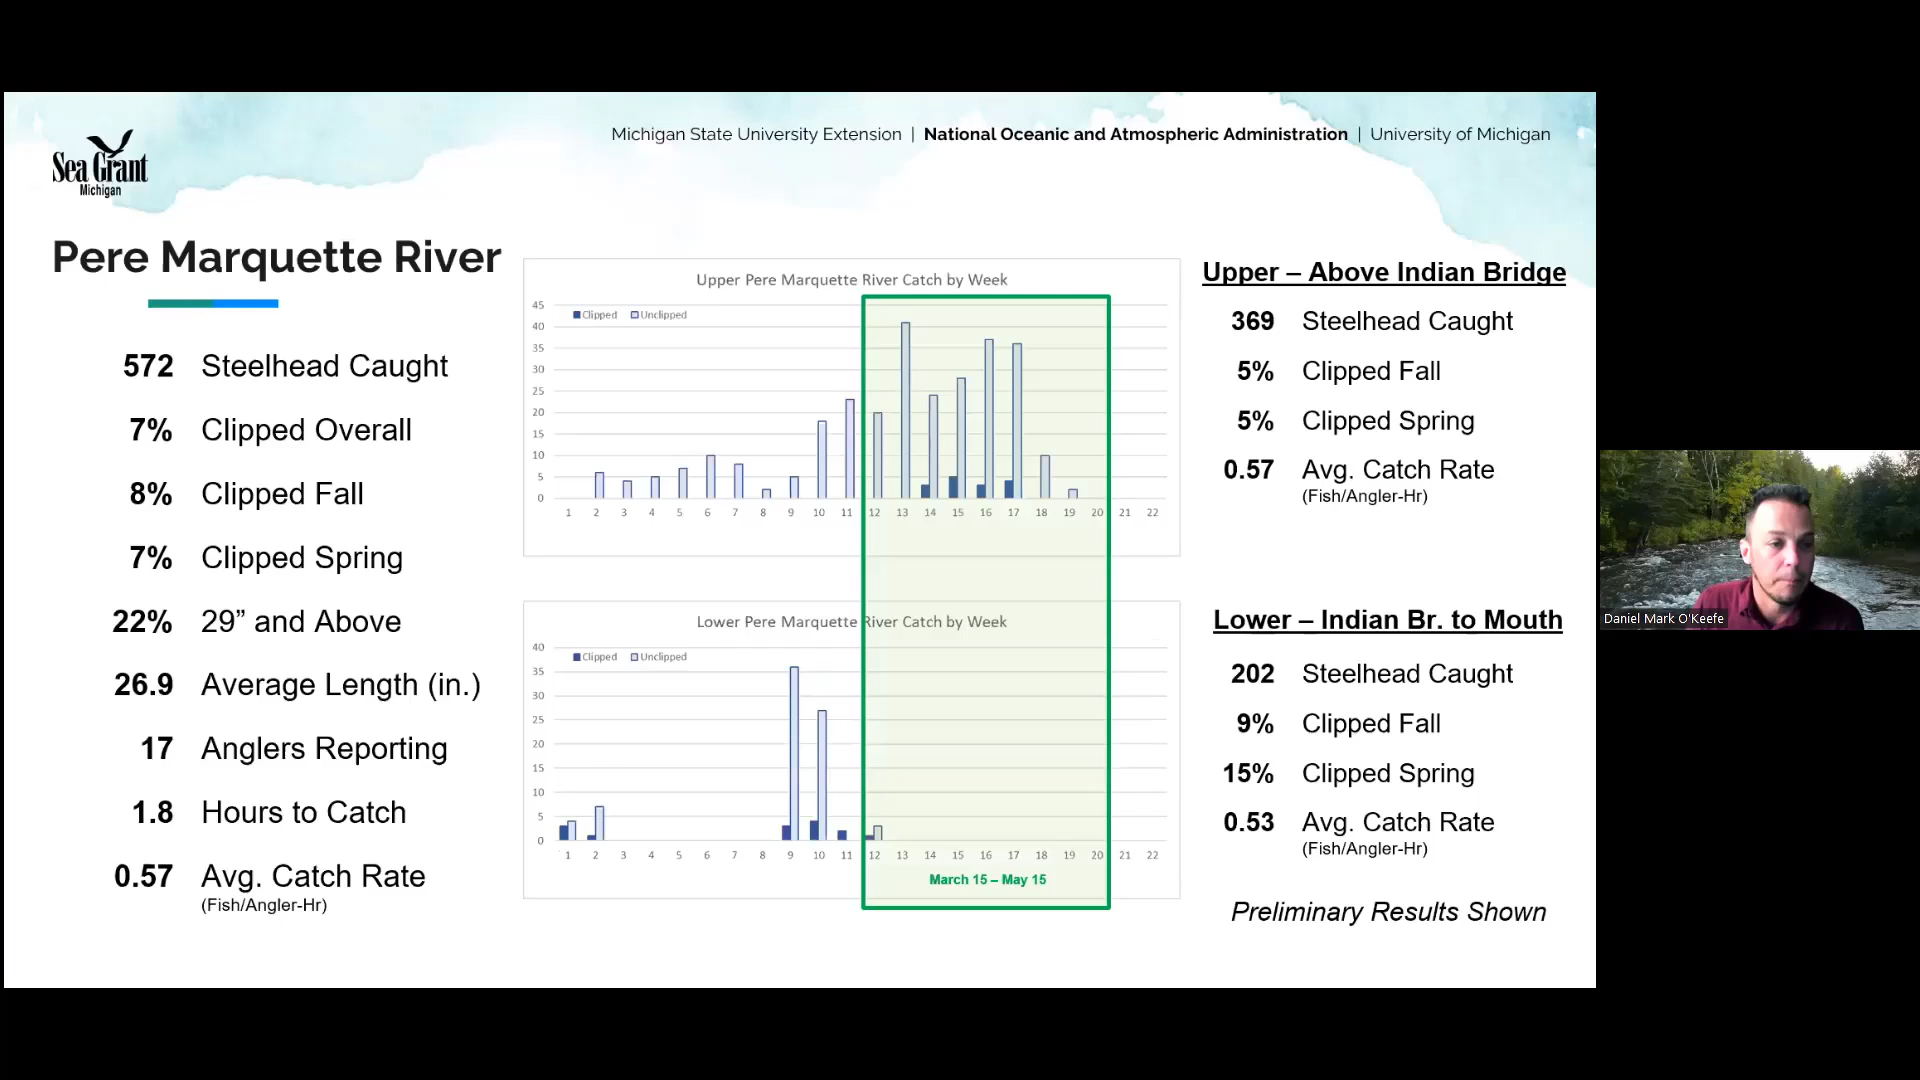 Sea Grant
Michigan
Michigan State University Extension | National Oceanic and Atmospheric Administration | University of Michigan
Pere Marquette River
572 Steelhead Caught
7% Clipped Overall
8% Clipped Fall
7% Clipped Spring
22% 29” and Above
26.9 Average Length (in.)
17 Anglers Reporting
1.8 Hours to Catch
0.57 Avg. Catch Rate
(Fish/Angler-Hr)
Upper Pere Marquette River Catch by Week
Clipped Unclipped
45
40
35
30
25
20
15
10
5
0
1 2 3 4 5 6 7 8 9 10 11 12 13 14 15 16 17 18 19 20 21 22
Lower Pere Marquette River Catch by Week
Clipped Unclipped
40
35
30
25
20
15
10
5
0
1 2 3 4 5 6 7 8 9 10 11 12 13 14 15 16 17 18 19 20 21 22
March 15 – May 15
Upper – Above Indian Bridge
369 Steelhead Caught
5% Clipped Fall
5% Clipped Spring
0.57 Avg. Catch Rate
(Fish/Angler-Hr)
Lower – Indian Br. to Mouth
202 Steelhead Caught
9% Clipped Fall
15% Clipped Spring
0.53 Avg. Catch Rate
(Fish/Angler-Hr)
Preliminary Results Shown
Daniel Mark O'Keefe